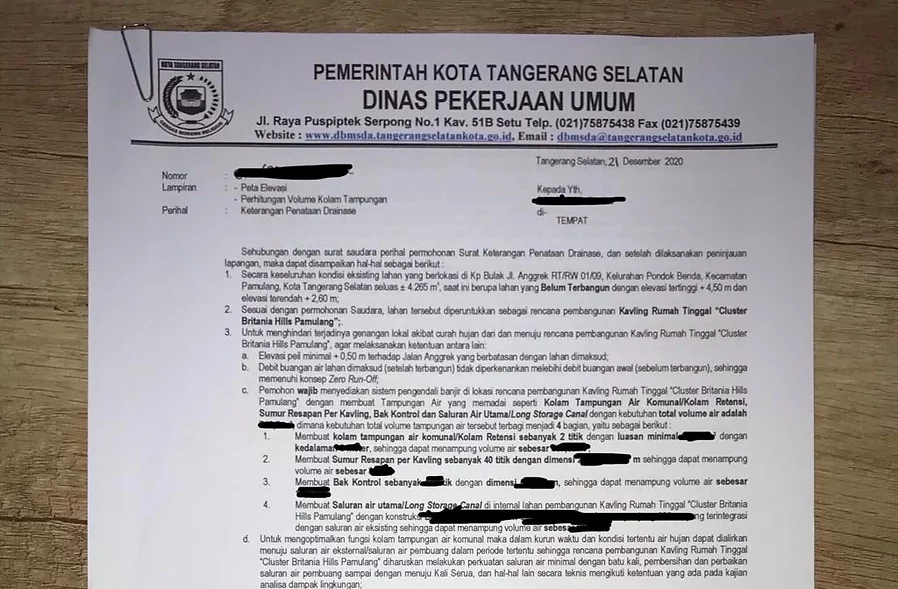 KOTA TANGERANG SELATAN
PEMERINTAH KOTA TANGERANG SELATAN
DINAS PEKERJAAN UMUM
Jl. Raya Puspiptek Serpong No.1 Kav. 51B Setu Telp. (021)75875438 Fax (021)75875439
Website : www.dbmsda.tangerangselatankota.go.id, Email : dbmsda@tangerangselatankota.go.id
Tangerang Selatan, 21 Desember 2020
Nomor :
Lampiran : - Peta Elevasi
- Perhitungan Volume Kolam Tampungan
Perihal : Keterangan Penataan Drainase
Kepada Yth,
di-
TEMPAT
Sehubungan dengan surat saudara perihal permohonan Surat Keterangan Penataan Drainase, dan setelah dilaksanakan peninjauan
lapangan, maka dapat disampaikan hal-hal sebagai berikut :
1. Secara keseluruhan kondisi eksisting lahan yang berlokasi di Kp Bulak Jl. Anggrek RT/RW 01/09, Kelurahan Pondok Benda, Kecamatan
Pamulang, Kota Tangerang Selatan seluas ± 4.265 m², saat ini berupa lahan yang Belum Terbangun dengan elevasi tertinggi + 4,50 m dan
elevasi terendah + 2,60 m;
2. Sesuai dengan permohonan Saudara, lahan tersebut diperuntukkan sebagai rencana pembangunan Kavling Rumah Tinggal "Cluster
Britania Hills Pamulang";.
3. Untuk menghindari terjadinya genangan lokal akibat curah hujan dari dan menuju rencana pembangunan Kavling Rumah Tinggal "Cluster
Britania Hills Pamulang", agar melaksanakan ketentuan antara lain:
a. Elevasi peil minimal + 0,50 m terhadap Jalan Anggrek yang berbatasan dengan lahan dimaksud;
b. Debit buangan air lahan dimaksud (setelah terbangun) tidak diperkenankan melebihi debit buangan awal (sebelum terbangun), sehingga
memenuhi konsep Zero Run-Off;
c. Pemohon wajib menyediakan sistem pengendali banjir di lokasi rencana pembangunan Kavling Rumah Tinggal "Cluster Britania Hills
Pamulang" dengan membuat Tampungan Air yang memadai seperti Kolam Tampungan Air Komunal/Kolam Retensi,
Sumur Resapan Per Kavling, Bak Kontrol dan Saluran Air Utama/Long Storage Canal dengan kebutuhan total volume air adalah
dimana kebutuhan total volume tampungan air tersebut terbagi menjadi 4 bagian, yaitu sebagai berikut :
1. Membuat kolam tampungan air komunal/Kolam Retensi sebanyak 2 titik dengan luasan minimal dengan
sehingga dapat menampung volume air sebesar
2. Membuat Sumur Resapan per Kavling sebanyak 40 titik dengan dimensi m sehingga dapat menampung
volume air sebesar
3. Membuat Bak Kontrol sebanyak dengan dimensi sehingga dapat menampung volume air sebesar
4. Membuat Saluran air utama/Long Storage Canal di internal lahan pembangunan Kavling Rumah Tinggal "Cluster Britania
Hills Pamulang" dengan terintegrasi
dengan saluran air eksisting sehingga dapat menampung volume air
d. Untuk mengoptimalkan fungsi kolam tampungan air komunal maka dalam kurun waktu dan kondisi tertentu air hujan dapat dialirkan
menuju saluran air eksternal/saluran air pembuang dalam periode tertentu sehingga rencana pembangunan Kavling Rumah Tinggal
"Cluster Britania Hills Pamulang" diharuskan melakukan perkuatan saluran air minimal dengan batu kali, pembersihan dan perbaikan
saluran air pembuang sampai dengan menuju Kali Serua, dan hal-hal lain secara teknis mengikuti ketentuan yang ada pada kajian
analisa dampak lingkungan;